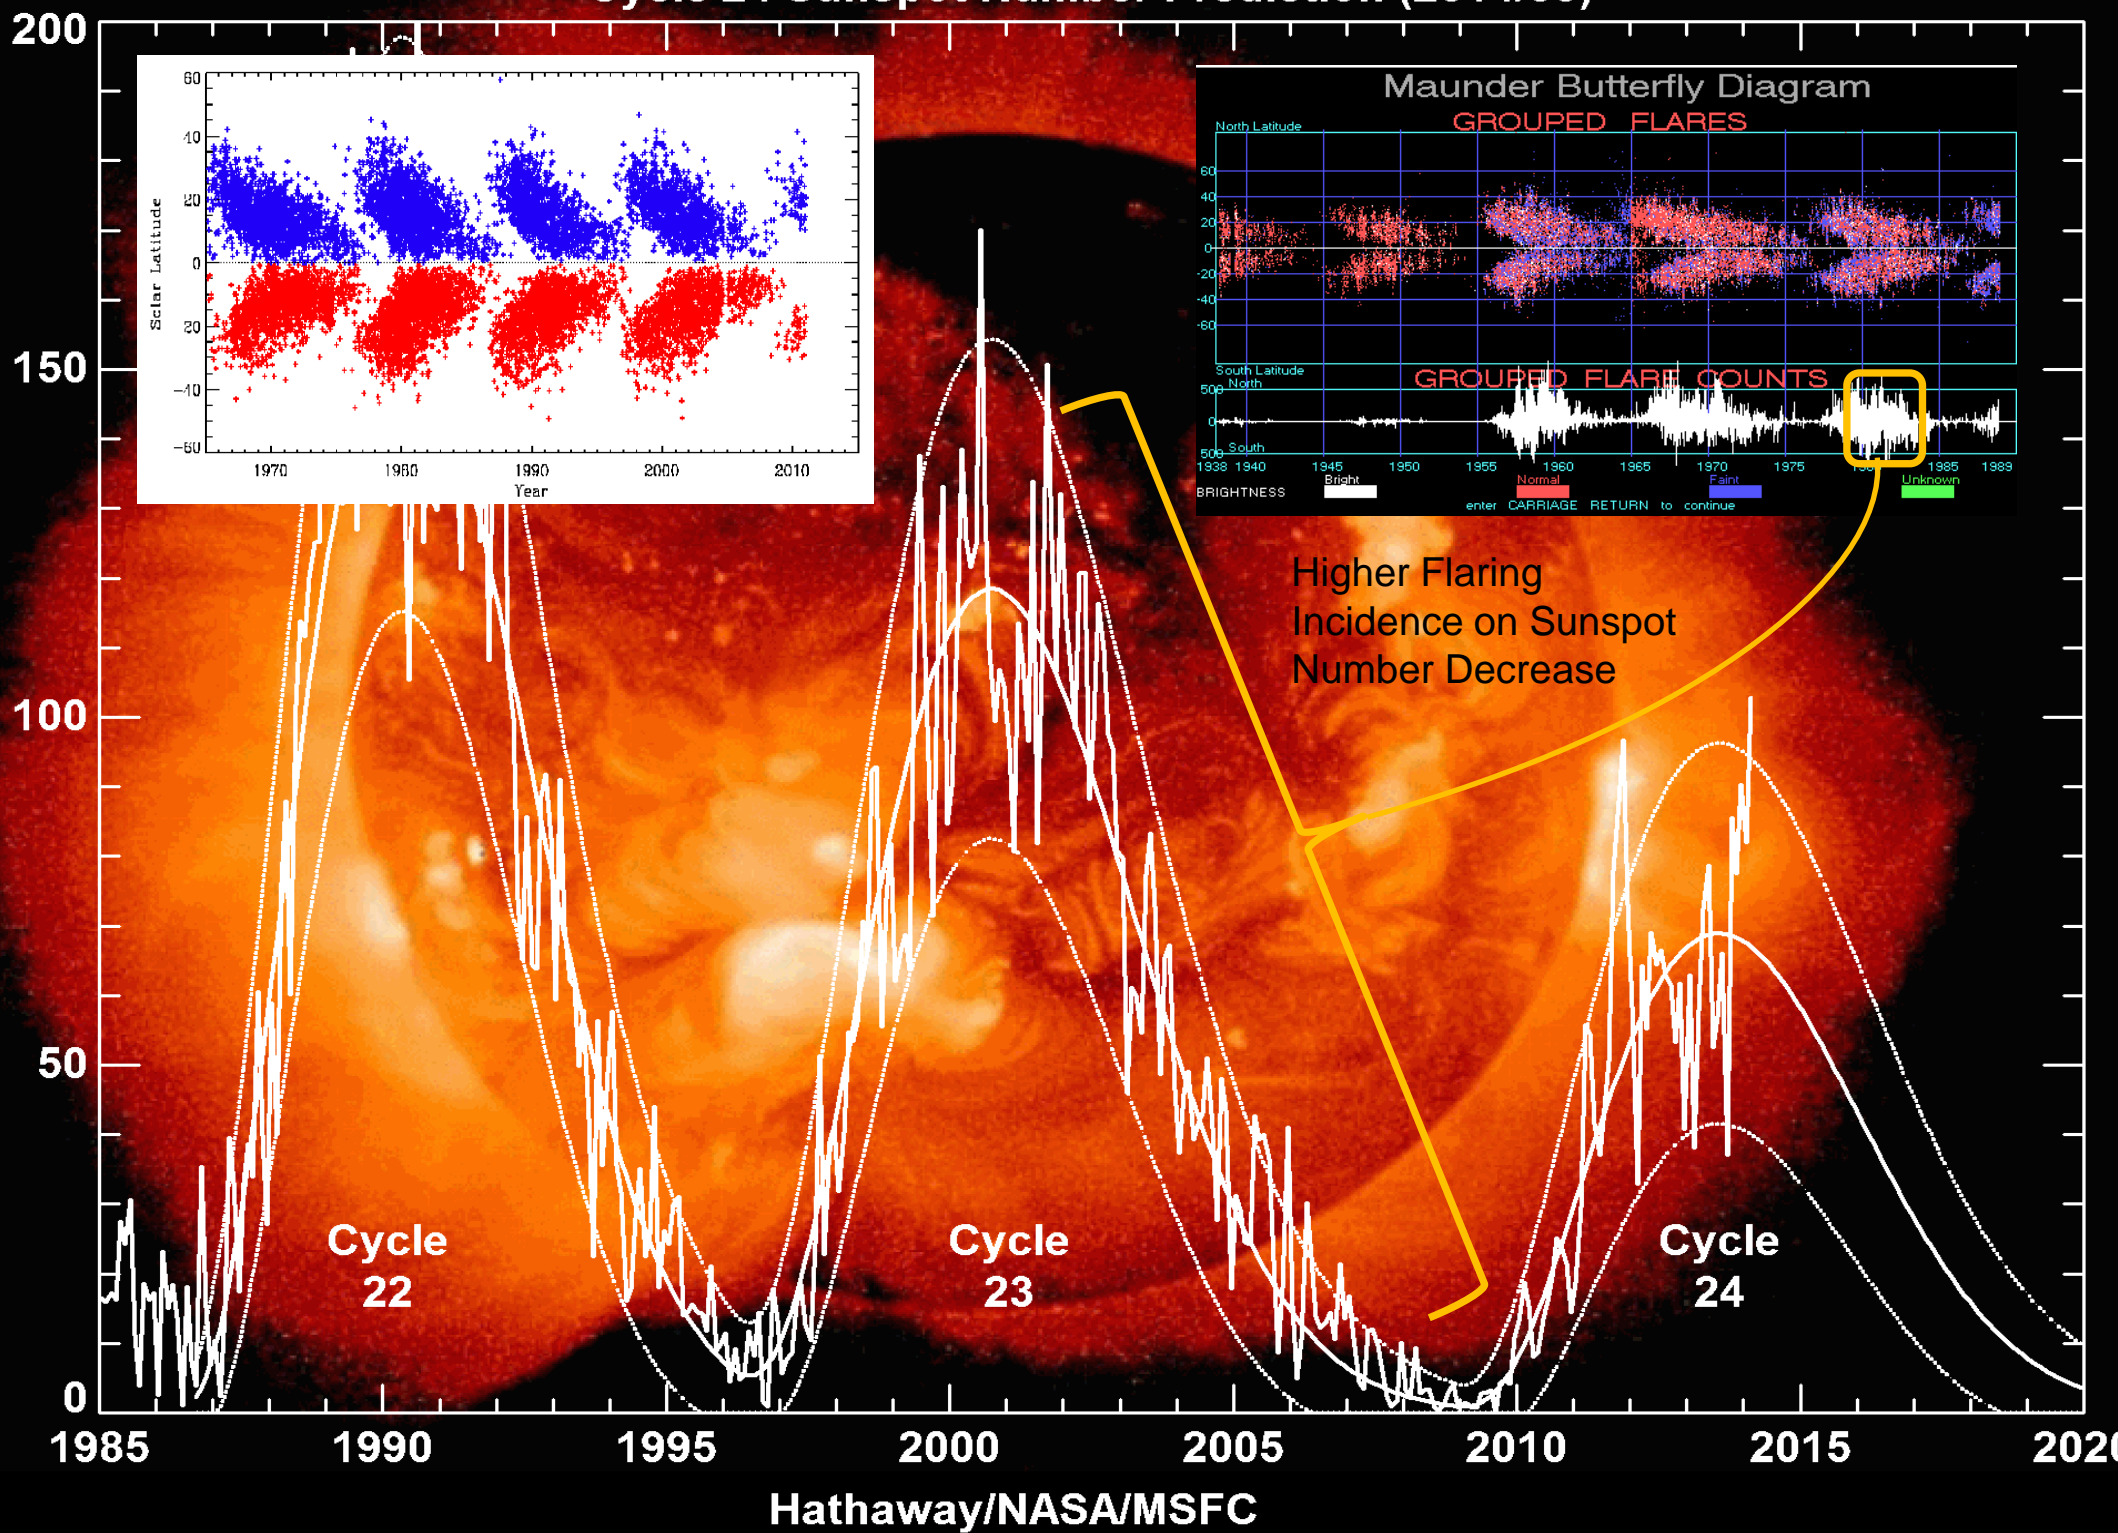 200
150
100
50
0
1985 1990 1995 2000 2005 2010 2015
60
40
20
0
20
-40
-60
Solar Latitude
1970 1980 1990 2000 2010
Year
Maunder Butterfly Diagram
GROUPED FLARES
North Latitude
60
40
20
0
-20
-40
-60
South Latitude
North
GROUPED FLARE COUNTS
500
0
500
South
1938 1940 1945 1950 1955 1960 1965 1970 1975 1985 1989
BRIGHTNESS Bright Normal Faint Unknown
enter CARRIAGE RETURN to continue
Higher Flaring
Incidence on Sunspot
Number Decrease
Cycle
22
Cycle
23
Cycle
24
Hathaway/NASA/MSFC